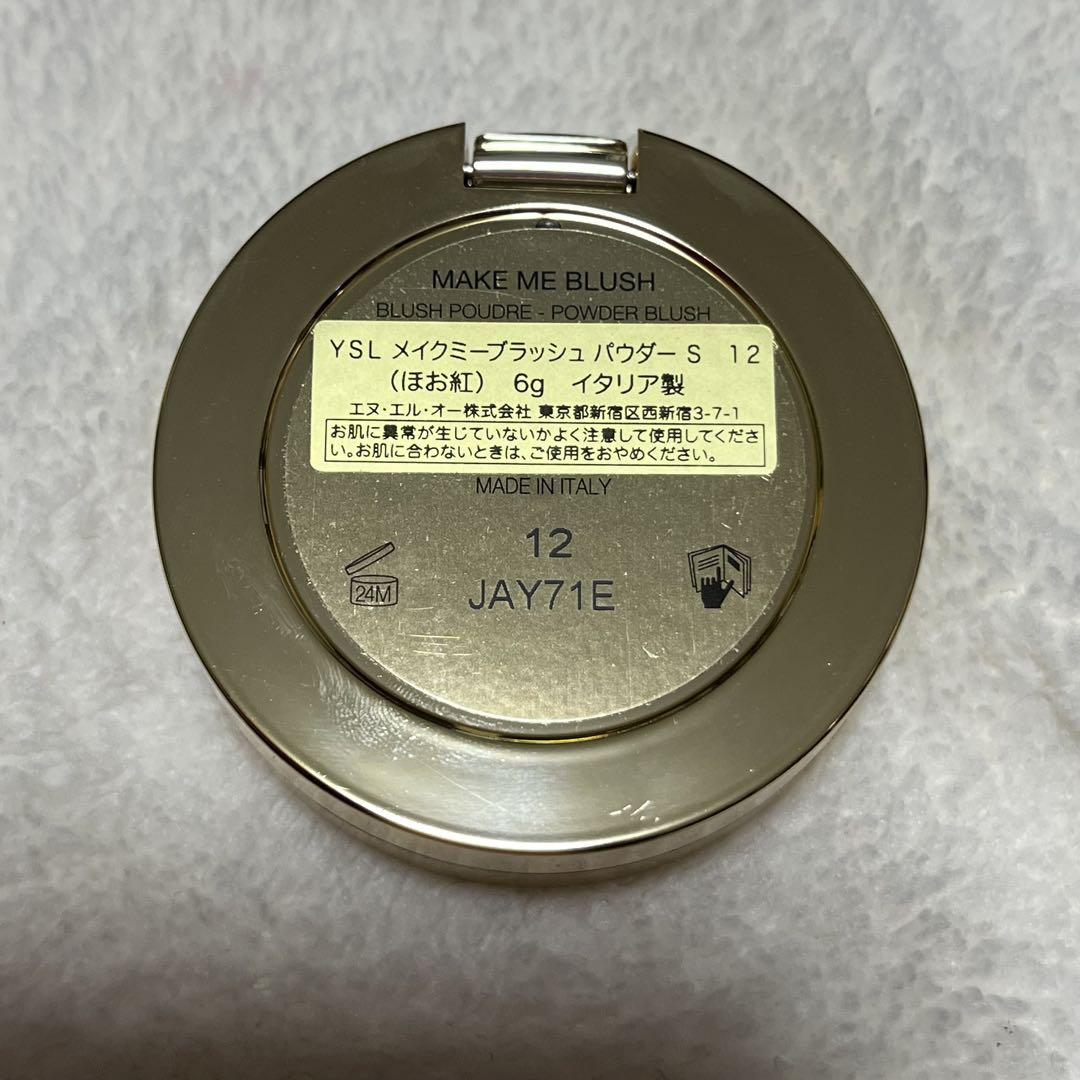 MAKE ME BLUSH
BLUSH POUDRE - POWDER BLUSH
YSL メイクミーブラッシュ パウダー S 12
（ほお紅） 6g イタリア製
エヌ・エル・オー株式会社 東京都新宿区西新宿3-7-1
お肌に異常が生じていないかよく注意して使用してくださ
い。お肌に合わないときは、ご使用をおやめください。
MADE IN ITALY
12
24M
JAY71E